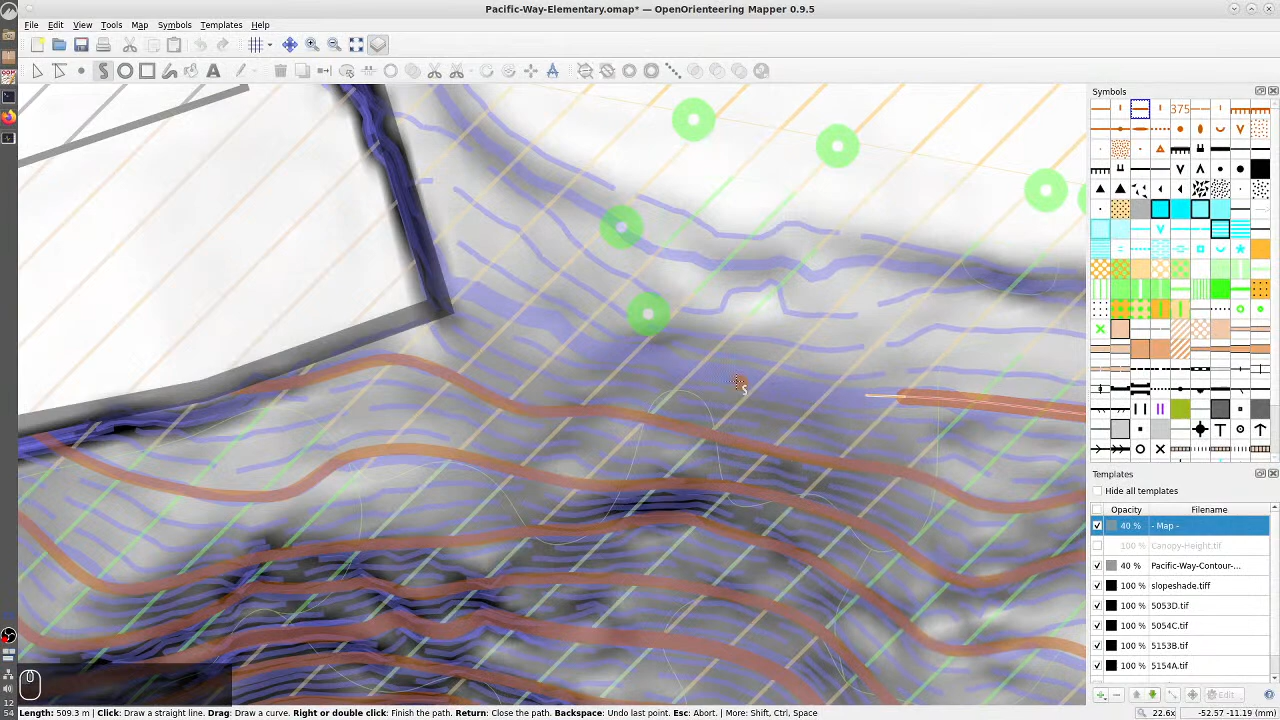 Pacific-Way-Elementary.omap* — OpenOrienteering Mapper 0.9.5
File Edit View Tools Map Symbols Templates Help
Symbols
375
Templates
Hide all templates
Opacity Filename
40 % - Map -
100 % Canopy-Height.tif
40 % Pacific-Way-Contour-...
100 % slopeshade.tiff
100 % 5053D.tif
100 % 5054C.tif
100 % 5153B.tif
100 % 5154A.tif
Edit
12
54
Length: 509.3 m | Click: Draw a straight line. Drag: Draw a curve. Right or double click: Finish the path. Return: Close the path. Backspace: Undo last point. Esc: Abort. | More: Shift, Ctrl, Space
22.6x
-52.57 -11.19 (mm)